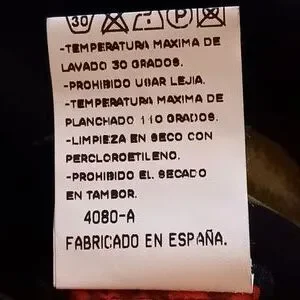 30 P
-TEMPERATURA MAXIMA DE
LAVADO 30 GRADOS.
-PROHIBIDO USAR LEJIA.
-TEMPERATURA MAXIMA DE
PLANCHADO 110 GRADOS.
-LIMPIEZA EN SECO CON
PERCLOROETILENO.
-PROHIBIDO EL SECADO
EN TAMBOR.
4080-A
FABRICADO EN ESPAÑA.